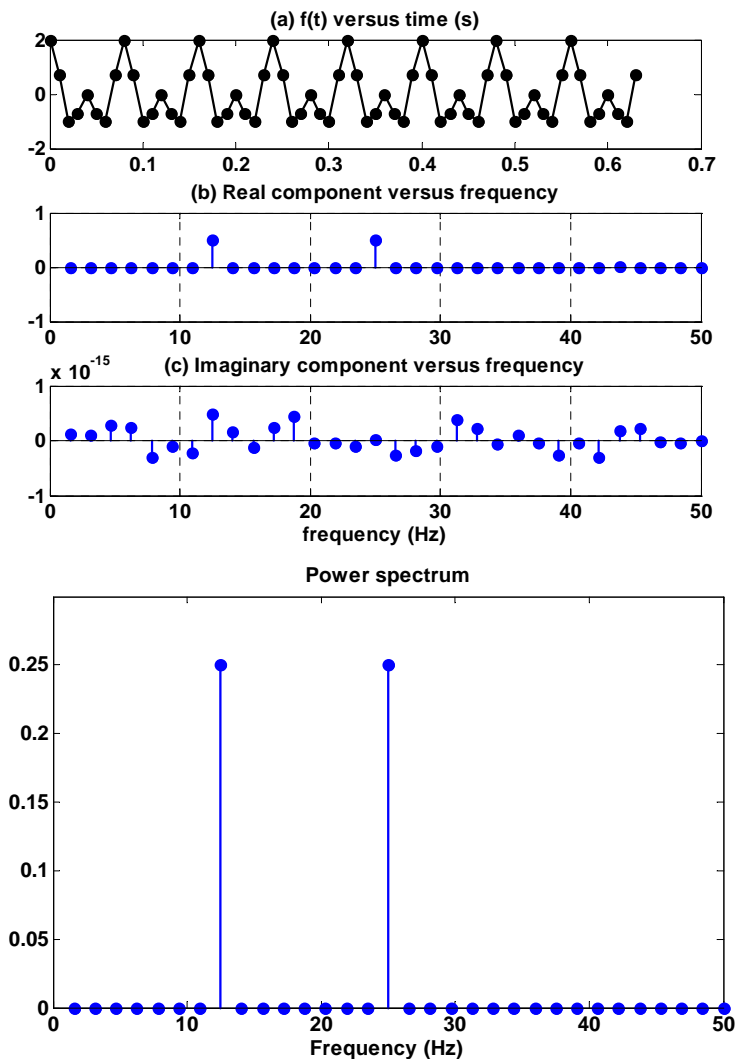 (a) f(t) versus time (s)
2
0
-2
0 0.1 0.2 0.3 0.4 0.5 0.6 0.7
(b) Real component versus frequency
1
0
-1
0 10 20 30 40 50
(c) Imaginary component versus frequency
x 10^-15
1
0
-1
0 10 20 30 40 50
frequency (Hz)
Power spectrum
0.25
0.2
0.15
0.1
0.05
0
0 10 20 30 40 50
Frequency (Hz)